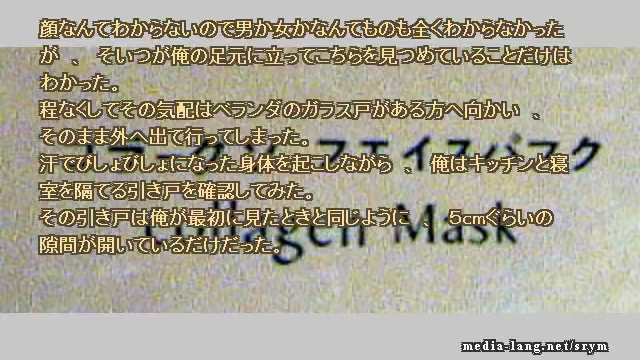 顔なんてわからないので男か女かなんてものも全くわからなかった
が 、 そいつが俺の足元に立ってこちらを見つめていることだけは
わかった。
程なくしてその気配はベランダのガラス戸がある方へ向かい 、
そのまま外へ出て行ってしまった。
汗でびしょびしょになった身体を起こしながら 、 俺はキッチンと寝
室を隔てる引き戸を確認してみた。
その引き戸は俺が最初に見たときと同じように 、 5cmぐらいの
隙間が開いているだけだった。
フェイスパスク
Collagen Mask
media-lang.net/srym